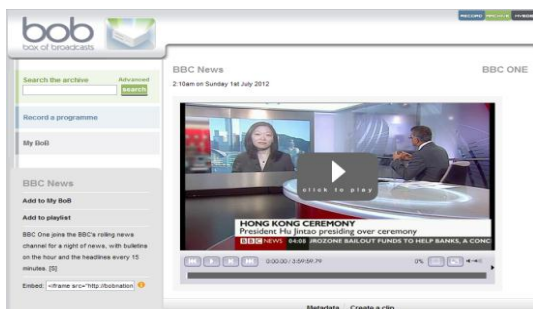 bob
box of broadcasts
RECORD
MYBOB
Search the archive
Advanced
search
Record a programme
My BoB
BBC News
Add to My BoB
Add to playlist
BBC One joins the BBC's rolling news
channel for a night of news, with bulletins
on the hour and the headlines every 15
minutes. [S]
Embed: <iframe src="http://bobnation
BBC News
BBC ONE
2:10am on Sunday 1st July 2012
click to play
HONG KONG CEREMONY
President Hu Jintao presiding over ceremony
BBC NEWS 04:08 UROZONE BAILOUT FUNDS TO HELP BANKS, A CONC
0:00:00 / 3:59:59.79
0%
Metadata
Create a clip